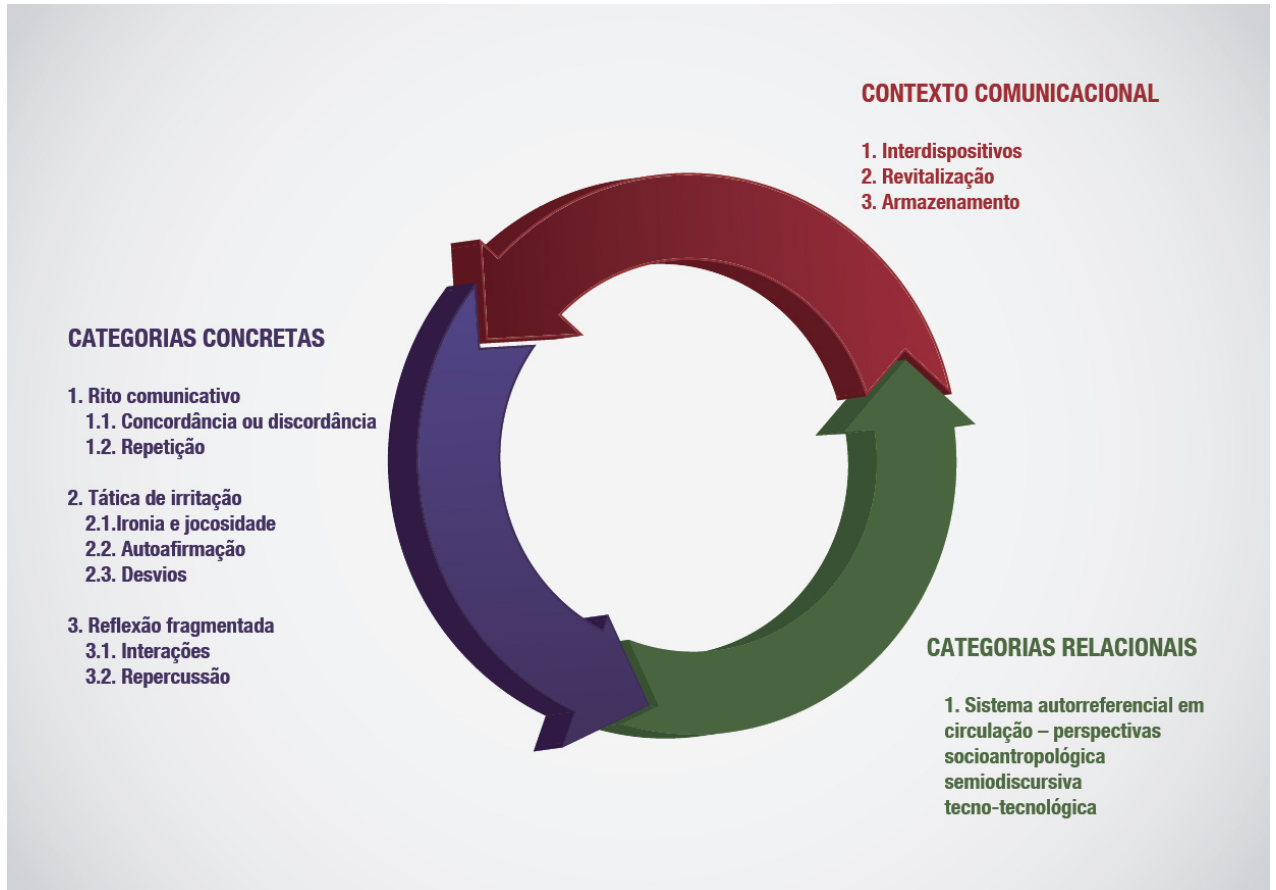 CONTEXTO COMUNICACIONAL
1. Interdispositivos
2. Revitalização
3. Armazenamento
CATEGORIAS CONCRETAS
1. Rito comunicativo
1.1. Concordância ou discordância
1.2. Repetição
2. Tática de irritação
2.1.Ironia e jocosidade
2.2. Autoafirmação
2.3. Desvios
3. Reflexão fragmentada
3.1. Interações
3.2. Repercussão
CATEGORIAS RELACIONAIS
1. Sistema autorreferencial em
circulação – perspectivas
socioantropológica
semiodiscursiva
tecno-tecnológica